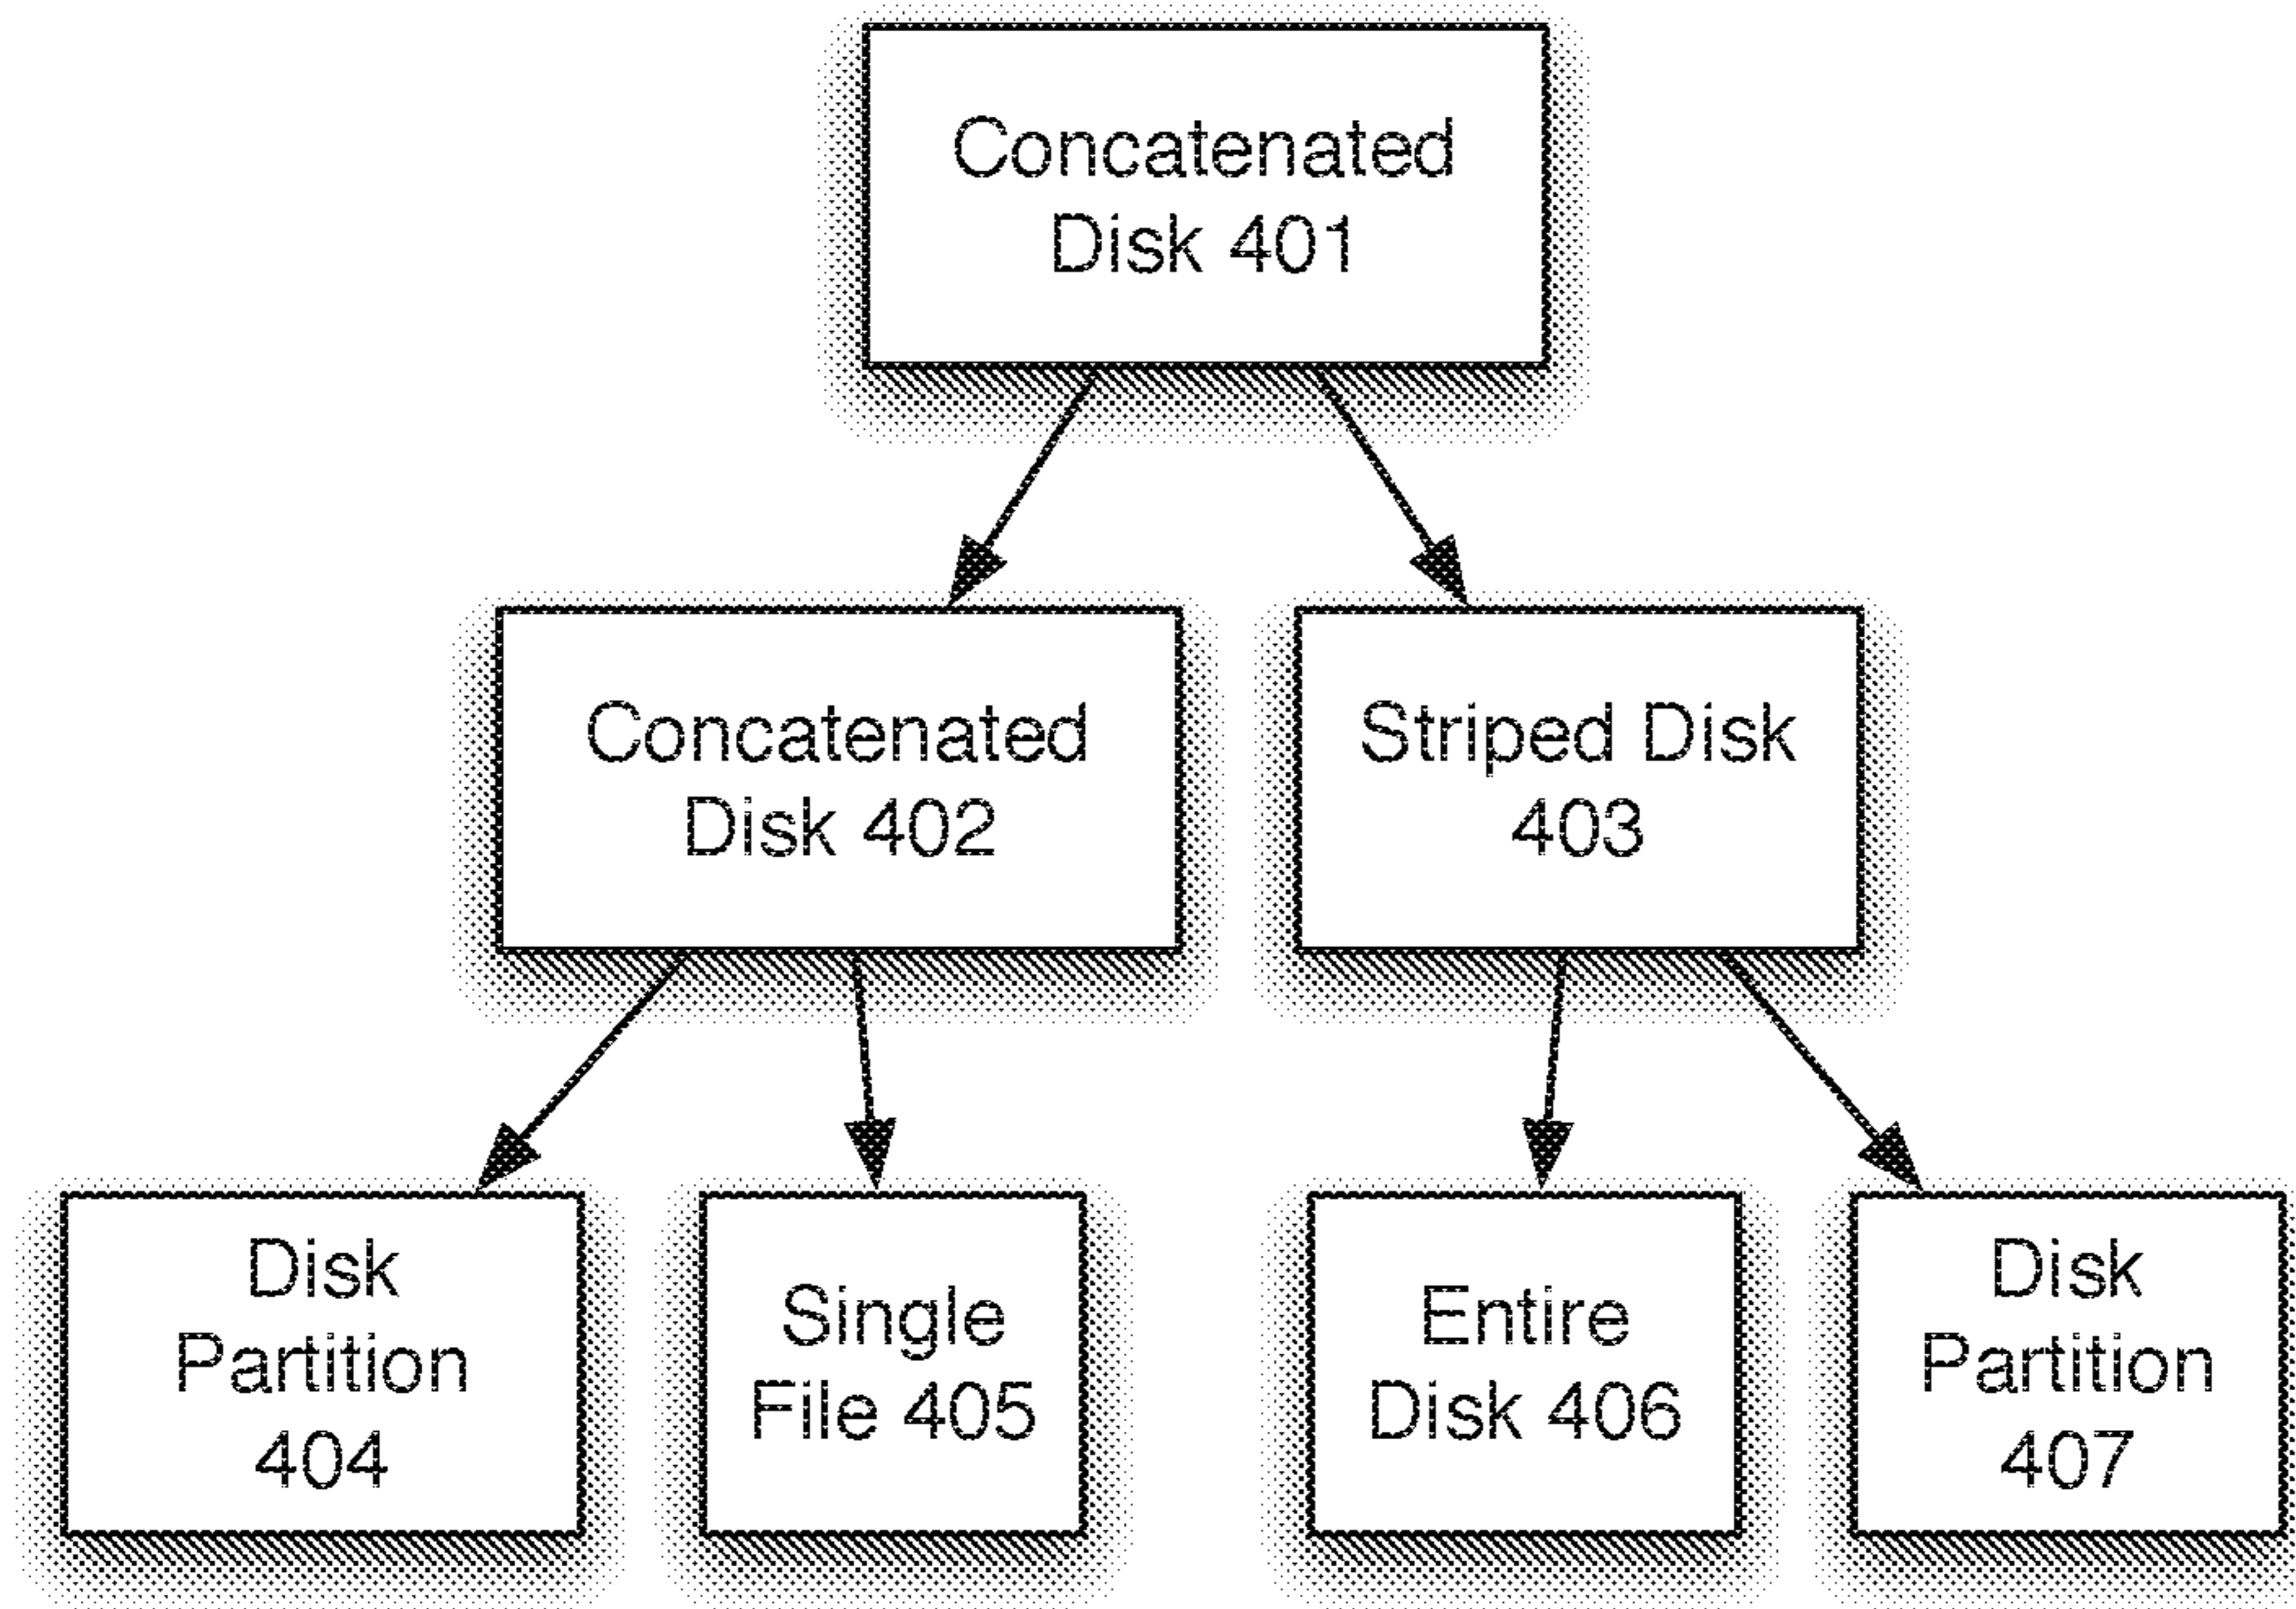 Concatenated
Disk 401
Concatenated
Disk 402
Striped Disk
403
Disk
Partition
404
Single
File 405
Entire
Disk 406
Disk
Partition
407